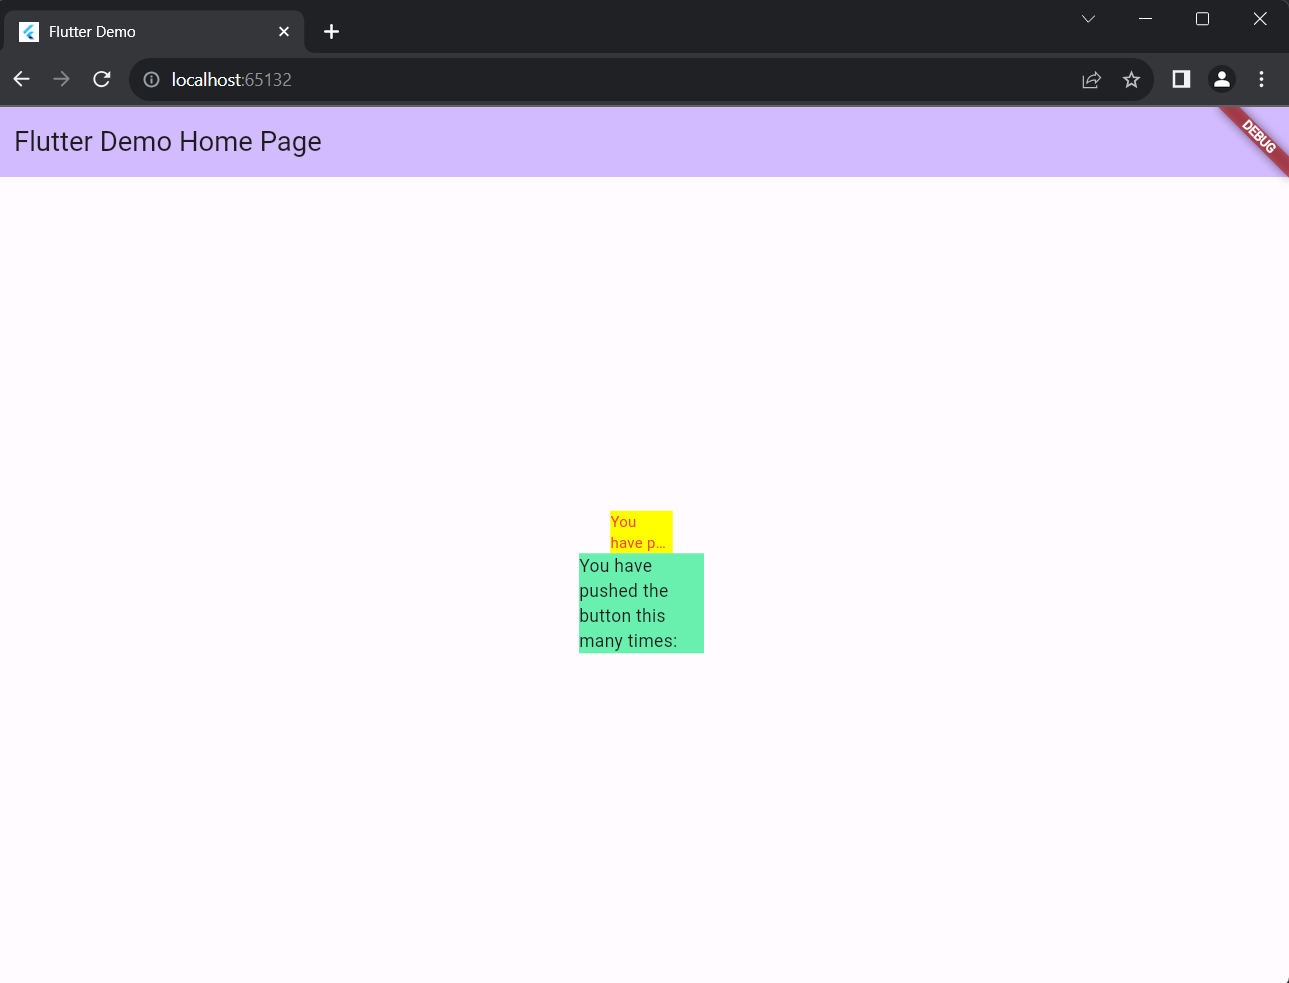 Flutter Demo
localhost:65132
Flutter Demo Home Page
DEBUG
You
have p...
You have
pushed the
button this
many times: